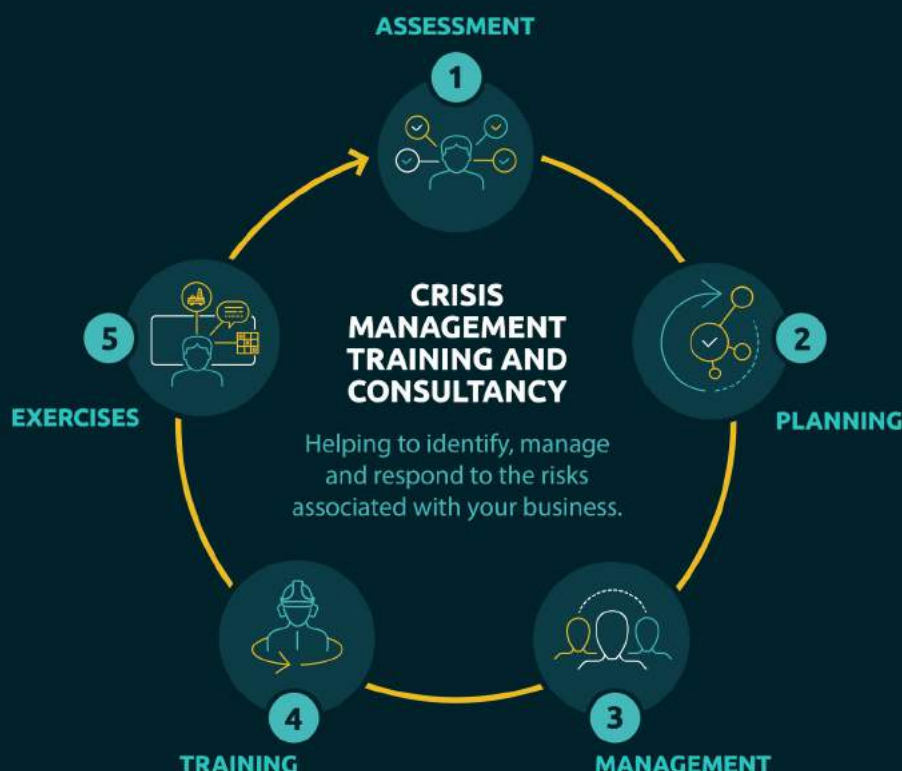 ASSESSMENT
1
CRISIS
MANAGEMENT
TRAINING AND
CONSULTANCY
Helping to identify, manage
and respond to the risks
associated with your business.
2
PLANNING
3
MANAGEMENT
4
TRAINING
5
EXERCISES